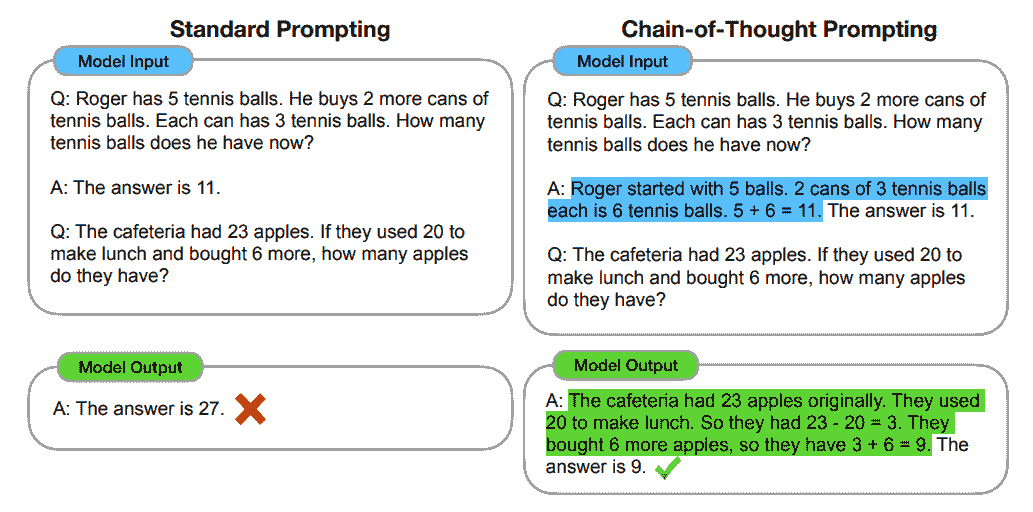 Standard Prompting
Model Input
Q: Roger has 5 tennis balls. He buys 2 more cans of
tennis balls. Each can has 3 tennis balls. How many
tennis balls does he have now?
A: The answer is 11.
Q: The cafeteria had 23 apples. If they used 20 to
make lunch and bought 6 more, how many apples
do they have?
Model Output
A: The answer is 27.
Chain-of-Thought Prompting
Model Input
Q: Roger has 5 tennis balls. He buys 2 more cans of
tennis balls. Each can has 3 tennis balls. How many
tennis balls does he have now?
A: Roger started with 5 balls. 2 cans of 3 tennis balls
each is 6 tennis balls. 5 + 6 = 11. The answer is 11.
Q: The cafeteria had 23 apples. If they used 20 to
make lunch and bought 6 more, how many apples
do they have?
Model Output
A: The cafeteria had 23 apples originally. They used
20 to make lunch. So they had 23 - 20 = 3. They
bought 6 more apples, so they have 3 + 6 = 9. The
answer is 9.